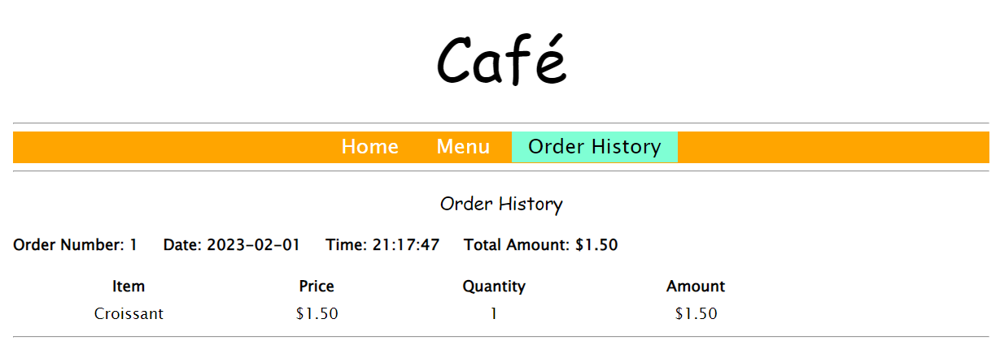 Café
Home Menu Order History
Order History
Order Number: 1 Date: 2023-02-01 Time: 21:17:47 Total Amount: $1.50
Item Price Quantity Amount
Croissant $1.50 1 $1.50